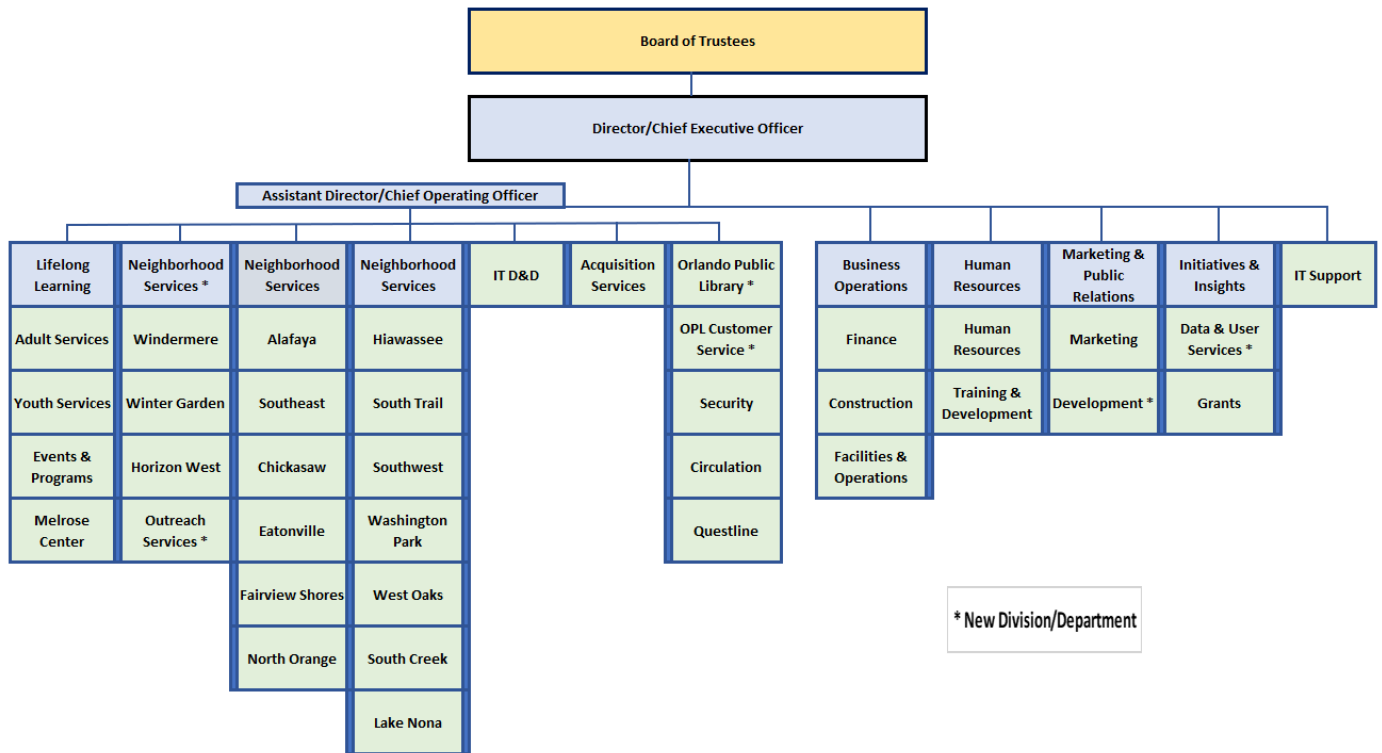 Board of Trustees
Director/Chief Executive Officer
Assistant Director/Chief Operating Officer
Lifelong
Learning
Adult Services
Youth Services
Events &
Programs
Melrose
Center
Neighborhood
Services *
Windermere
Winter Garden
Horizon West
Outreach
Services *
Neighborhood
Services
Alafaya
Southeast
Chickasaw
Eatonville
Fairview Shores
North Orange
Neighborhood
Services
Hiawassee
South Trail
Southwest
Washington
Park
West Oaks
South Creek
Lake Nona
IT D&D
Acquisition
Services
Orlando Public
Library *
OPL Customer
Service *
Security
Circulation
Questline
Business
Operations
Finance
Construction
Facilities &
Operations
Human
Resources
Human
Resources
Training &
Development
Marketing &
Public
Relations
Marketing
Development *
Initiatives &
Insights
Data & User
Services *
Grants
IT Support
* New Division/Department